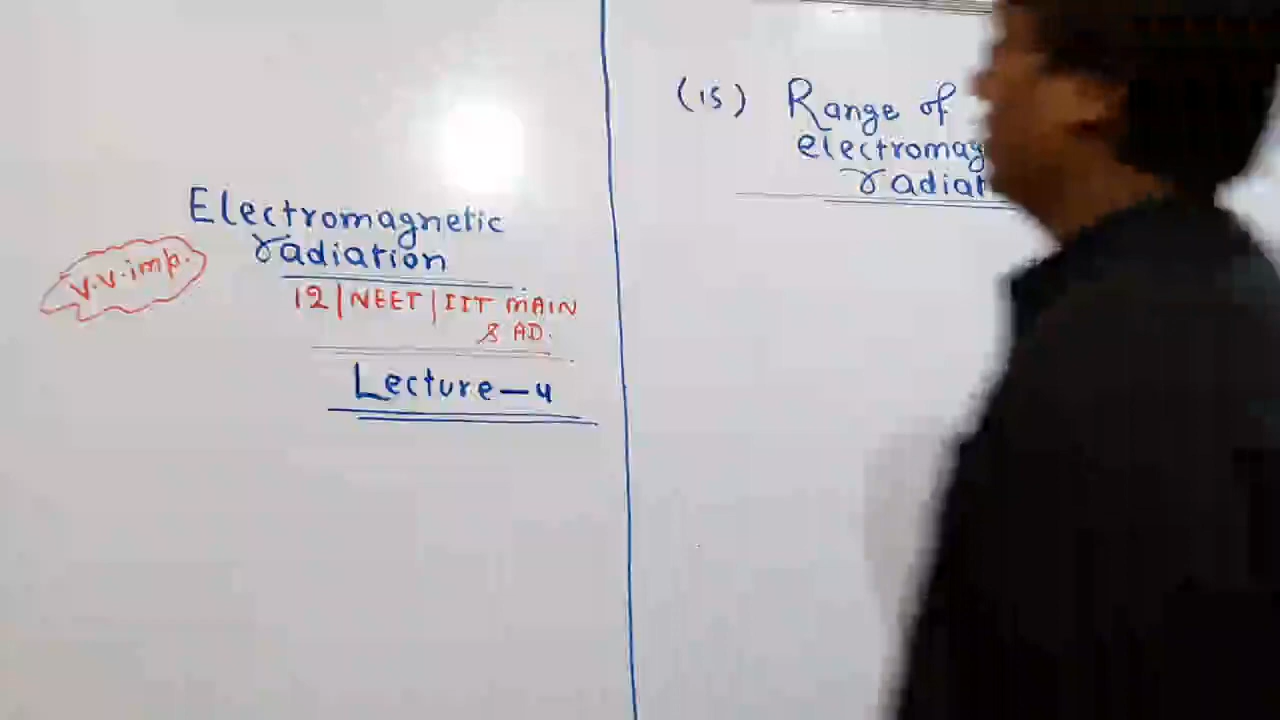 Electromagnetic
radiation
V.V.imp.
12|NEET|IIT MAIN
& AD.
Lecture-4
(15) Range of
electromag
radiat